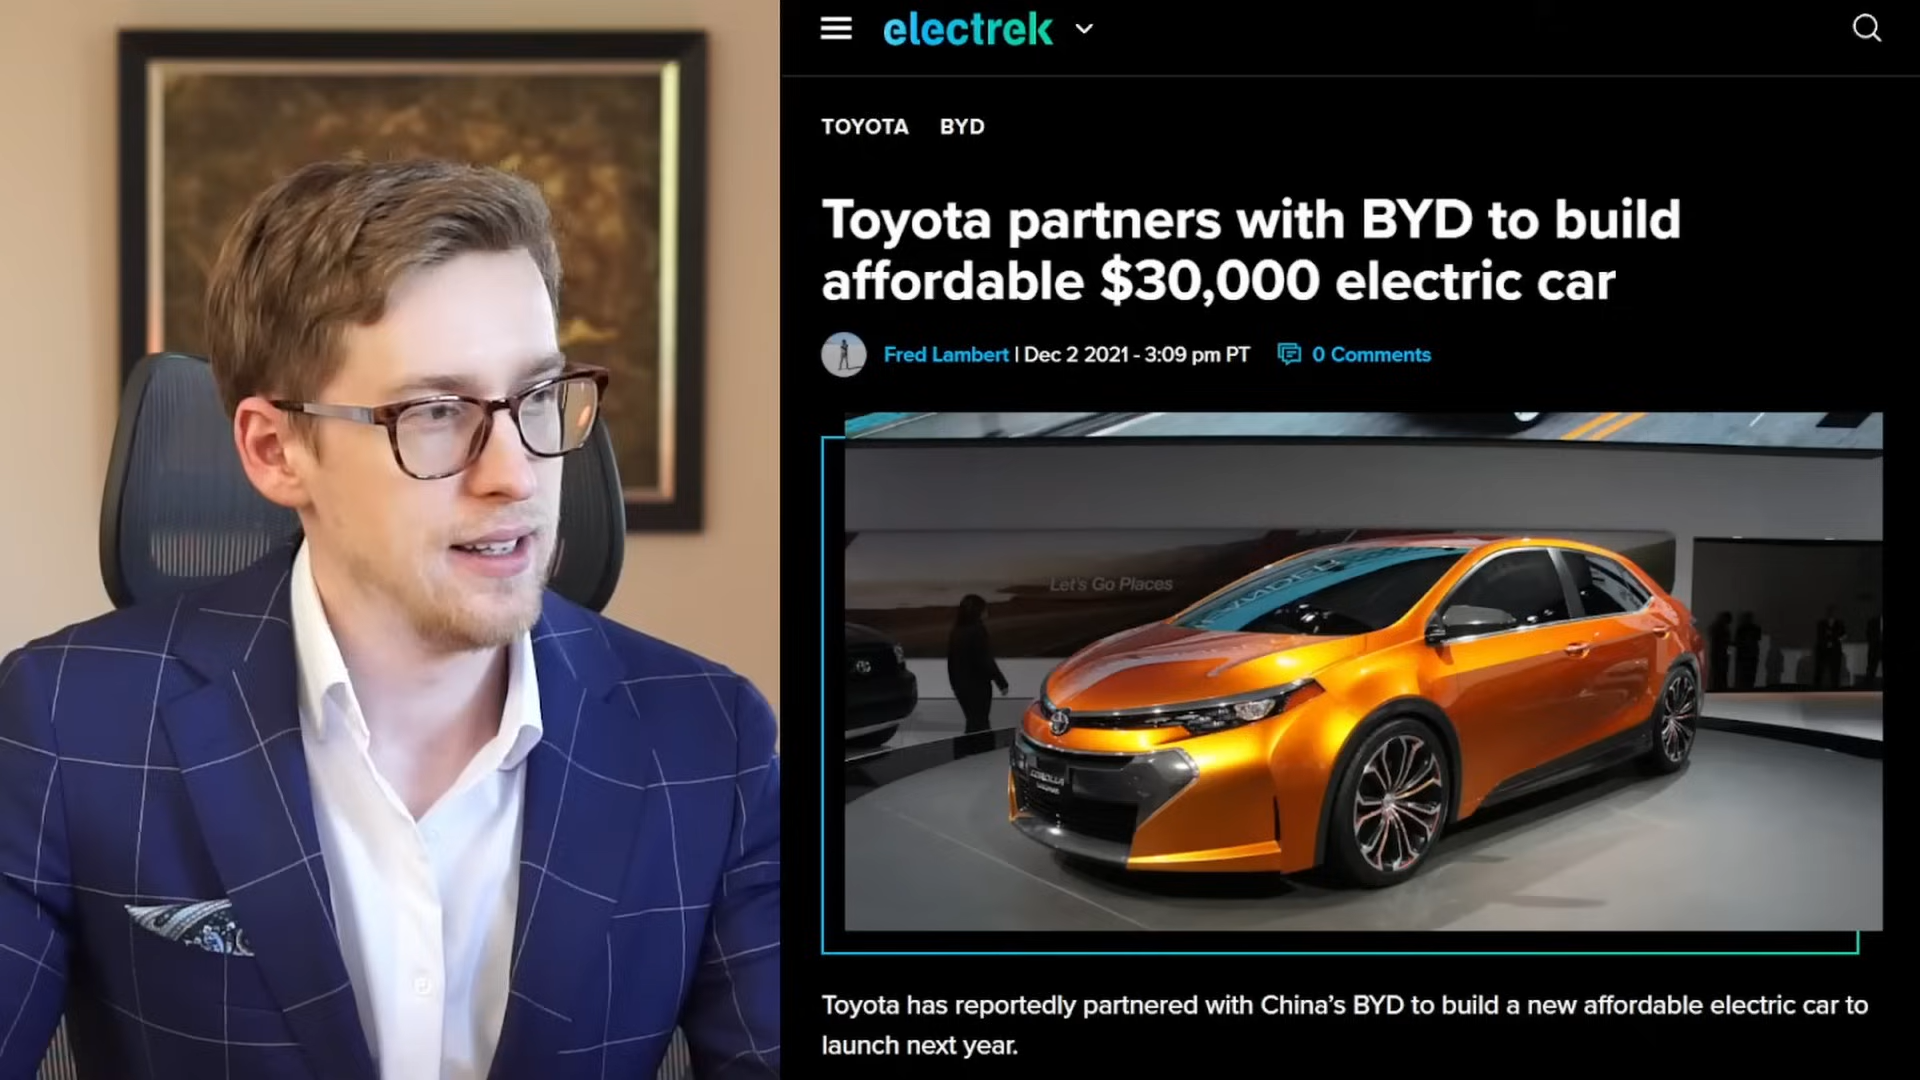 electrek
TOYOTA BYD
Toyota partners with BYD to build
affordable $30,000 electric car
Fred Lambert | Dec 2 2021 - 3:09 pm PT 0 Comments
Let's Go Places
COROLLA
Toyota has reportedly partnered with China's BYD to build a new affordable electric car to
launch next year.